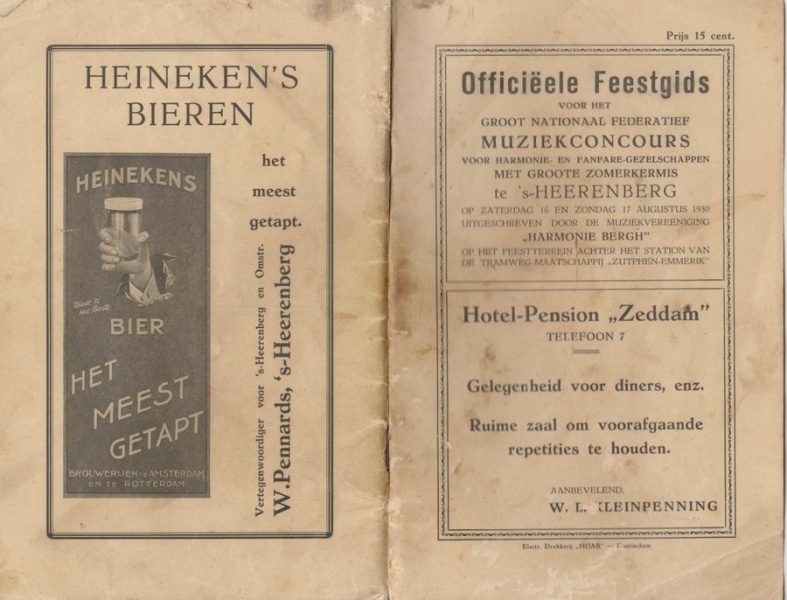 HEINEKEN'S
BIEREN
HEINEKEN'S
BIER
HET
MEEST
GETAPT
BROUWERIJEN te AMSTERDAM
EN TE ROTTERDAM
het
meest
getapt.
Vertegenwoordiger voor 's-Heerenberg en Omstr.
W. Pennards, 's-Heerenberg
Prijs 15 cent.
Officiëele Feestgids
VOOR HET
GROOT NATIONAAL FEDERATIEF
MUZIEKCONCOURS
VOOR HARMONIE- EN FANFARE-GEZELSCHAPPEN
MET GROOTE ZOMERKERMIS
te 's-HEERENBERG
OP ZATERDAG 16 EN ZONDAG 17 AUGUSTUS 1930
UITGESCHREVEN DOOR DE MUZIEKVEREENIGING
„HARMONIE BERGH"
OP HET FEESTTERREIN ACHTER HET STATION VAN
DE TRAMWEG-MAATSCHAPPIJ „ZUTPHEN-EMMERIK"
Hotel-Pension „Zeddam"
TELEFOON 7
Gelegenheid voor diners, enz.
Ruime zaal om voorafgaande
repetities te houden.
AANBEVELEND,
W. L. KLEINPENNING
Electr. Drukkerij „HOAR" — Doetinchem